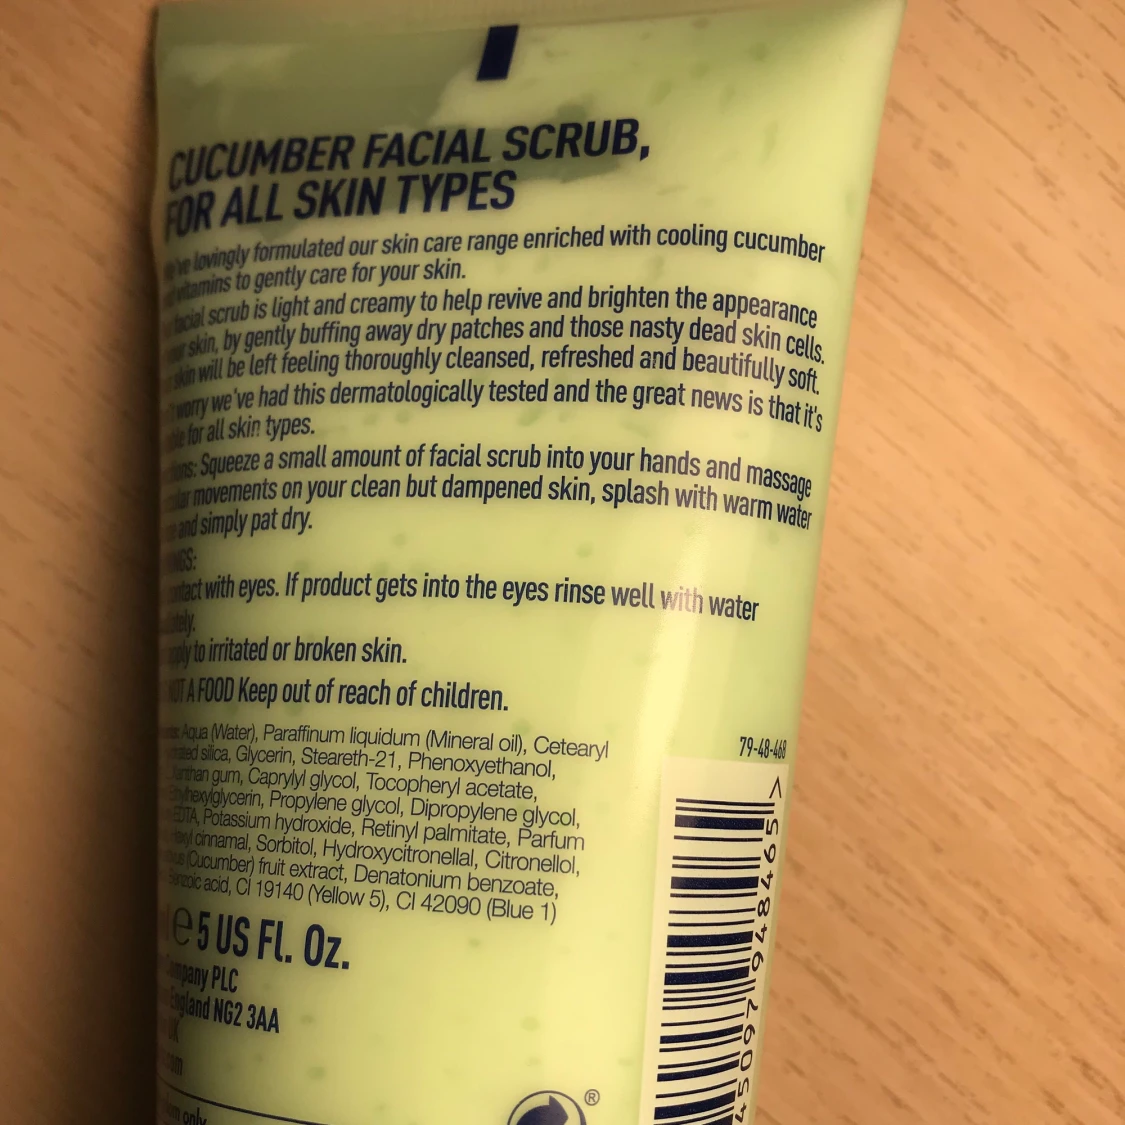 CUCUMBER FACIAL SCRUB,
FOR ALL SKIN TYPES
lovingly formulated our skin care range enriched with cooling cucumber
vitamins to gently care for your skin.
facial scrub is light and creamy to help revive and brighten the appearance
skin, by gently buffing away dry patches and those nasty dead skin cells.
skin will be left feeling thoroughly cleansed, refreshed and beautifully soft.
worry we've had this dermatologically tested and the great news is that it's
for all skin types.
Squeeze a small amount of facial scrub into your hands and massage
movements on your clean but dampened skin, splash with warm water
and simply pat dry.
with eyes. If product gets into the eyes rinse well with water
to irritated or broken skin.
NOT A FOOD Keep out of reach of children.
Aqua (Water), Paraffinum liquidum (Mineral oil), Cetearyl
silica, Glycerin, Steareth-21, Phenoxyethanol,
Xanthan gum, Caprylyl glycol, Tocopheryl acetate,
Ethylhexylglycerin, Propylene glycol, Dipropylene glycol,
EDTA, Potassium hydroxide, Retinyl palmitate, Parfum
cinnamal, Sorbitol, Hydroxycitronellal, Citronellol,
(Cucumber) fruit extract, Denatonium benzoate,
acid, CI 19140 (Yellow 5), CI 42090 (Blue 1)
e 5 US Fl. Oz.
PLC
England NG2 3AA
only
79-48-468
45097 948465 >
®